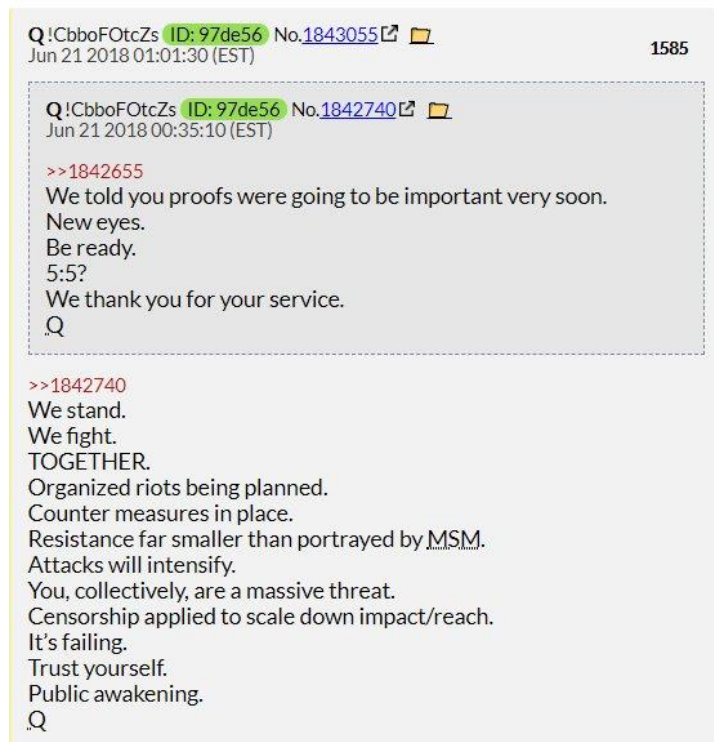 Q !CbboFOtcZs ID: 97de56 No.1843055
Jun 21 2018 01:01:30 (EST)
1585
Q !CbboFOtcZs ID: 97de56 No.1842740
Jun 21 2018 00:35:10 (EST)
>>1842655
We told you proofs were going to be important very soon.
New eyes.
Be ready.
5:5?
We thank you for your service.
Q
>>1842740
We stand.
We fight.
TOGETHER.
Organized riots being planned.
Counter measures in place.
Resistance far smaller than portrayed by MSM.
Attacks will intensify.
You, collectively, are a massive threat.
Censorship applied to scale down impact/reach.
It's failing.
Trust yourself.
Public awakening.
Q